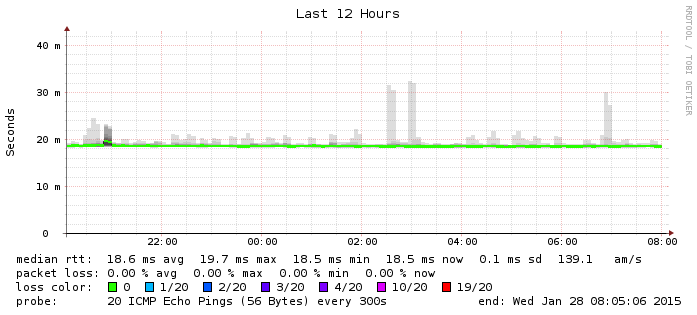 Last 12 Hours
RRDTOOL / TOBI OETIKER
Seconds
40 m
30 m
20 m
10 m
0
22:00 00:00 02:00 04:00 06:00 08:00
median rtt: 18.6 ms avg 19.7 ms max 18.5 ms min 18.5 ms now 0.1 ms sd 139.1 am/s
packet loss: 0.00 % avg 0.00 % max 0.00 % min 0.00 % now
loss color: 0 1/20 2/20 3/20 4/20 10/20 19/20
probe: 20 ICMP Echo Pings (56 Bytes) every 300s end: Wed Jan 28 08:05:06 2015